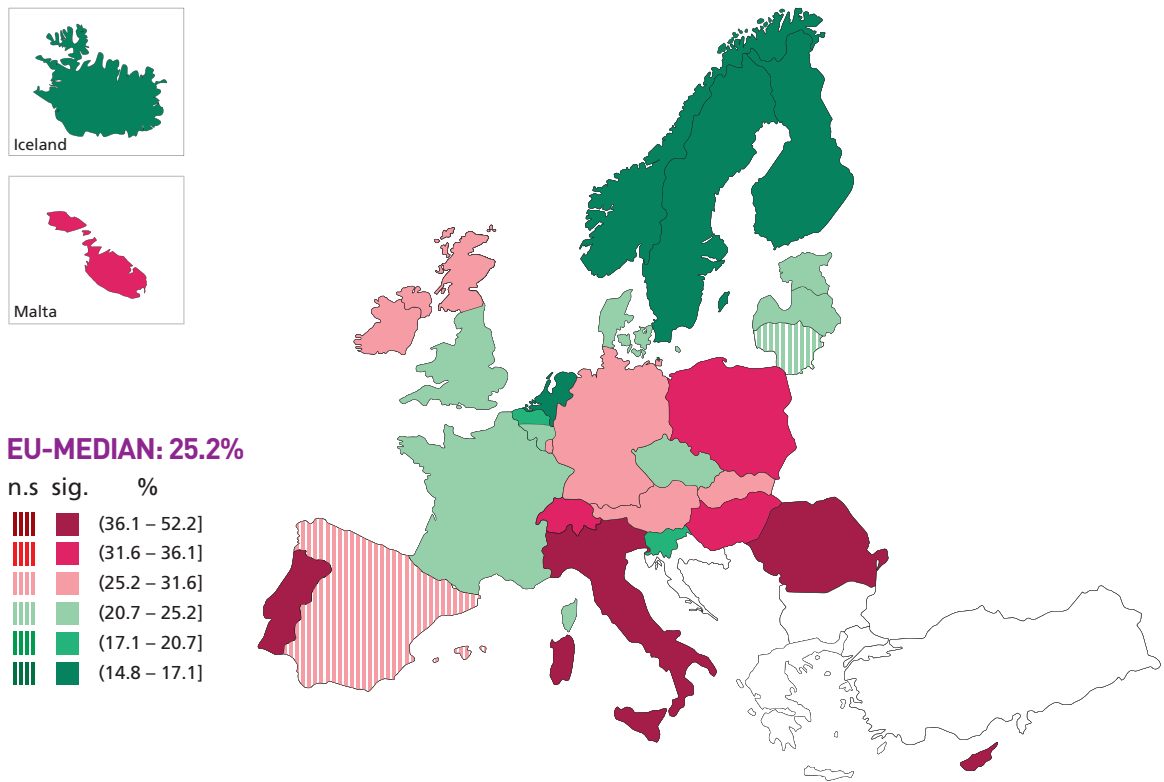 Iceland
Malta
EU-MEDIAN: 25.2%
n.s sig. %
(36.1 – 52.2]
(31.6 – 36.1]
(25.2 – 31.6]
(20.7 – 25.2]
(17.1 – 20.7]
(14.8 – 17.1]